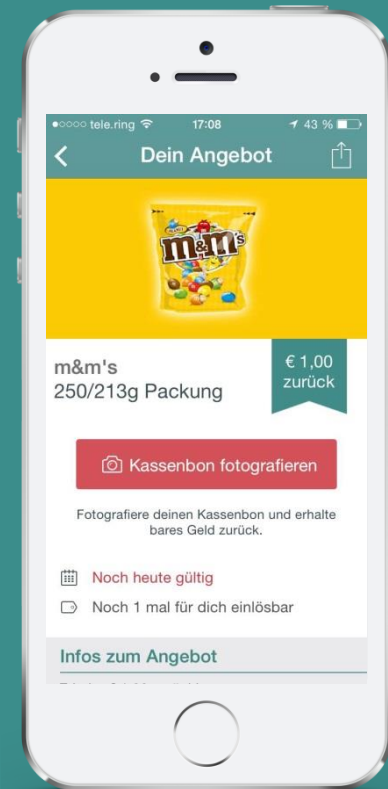 tele.ring 17:08 43 %
Dein Angebot
m&m's
m&m's
250/213g Packung
€ 1,00
zurück
Kassenbon fotografieren
Fotografiere deinen Kassenbon und erhalte
bares Geld zurück.
Noch heute gültig
Noch 1 mal für dich einlösbar
Infos zum Angebot